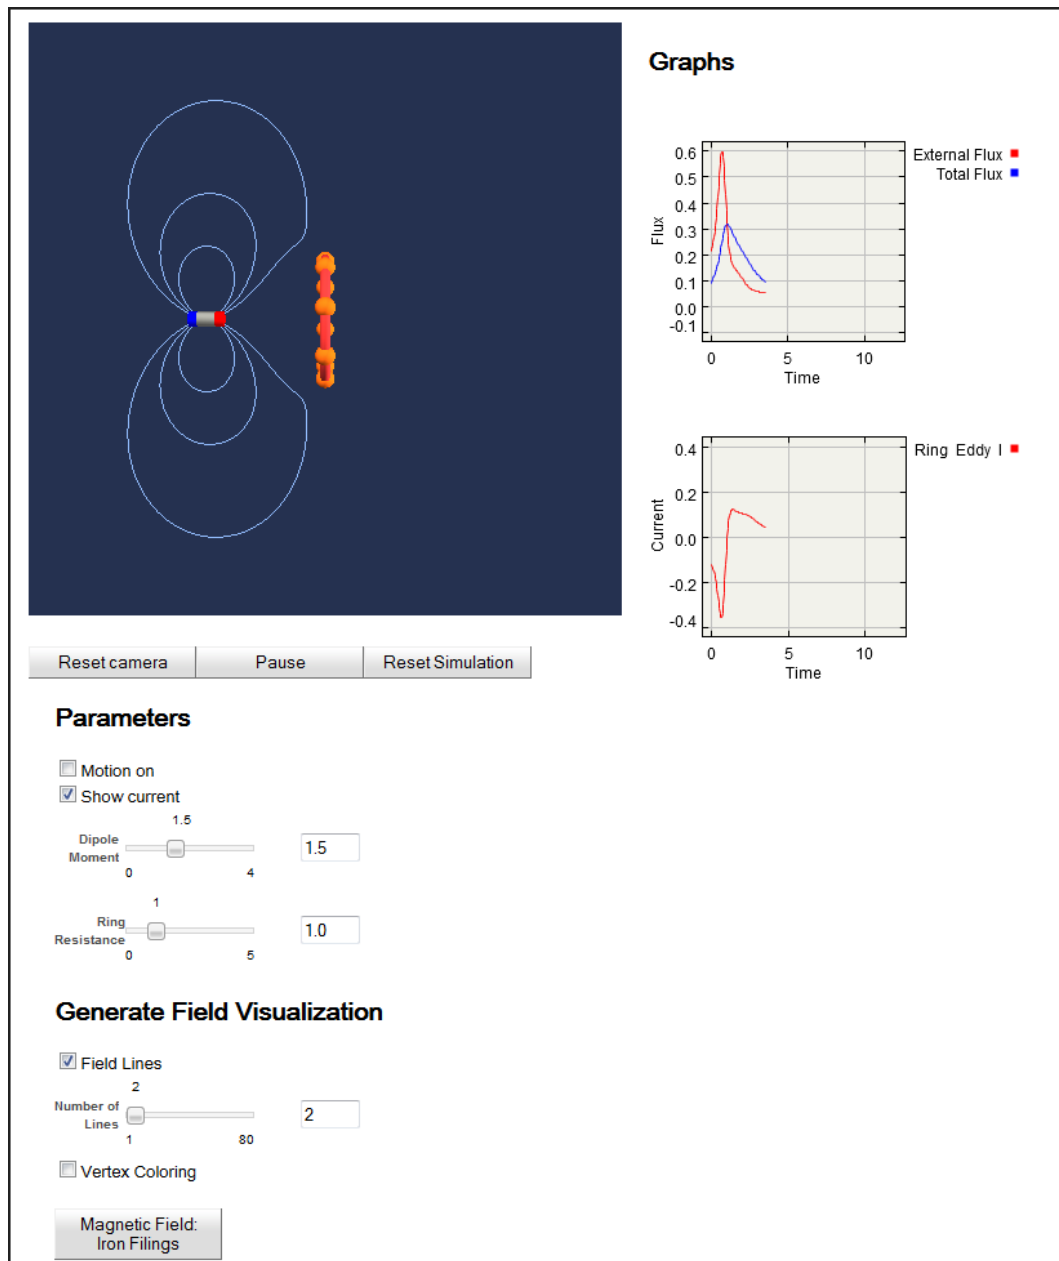 Graphs
0.6
0.5
0.4
0.3
0.2
0.1
0.0
-0.1
Flux
0 5 10
Time
External Flux
Total Flux
0.4
0.2
0.0
-0.2
-0.4
Current
0 5 10
Time
Ring Eddy I
Reset camera Pause Reset Simulation
Parameters
Motion on
Show current
1.5
Dipole
Moment
1.5
0 4
1
Ring
Resistance
1.0
0 5
Generate Field Visualization
Field Lines
2
Number of
Lines
2
1 80
Vertex Coloring
Magnetic Field:
Iron Filings